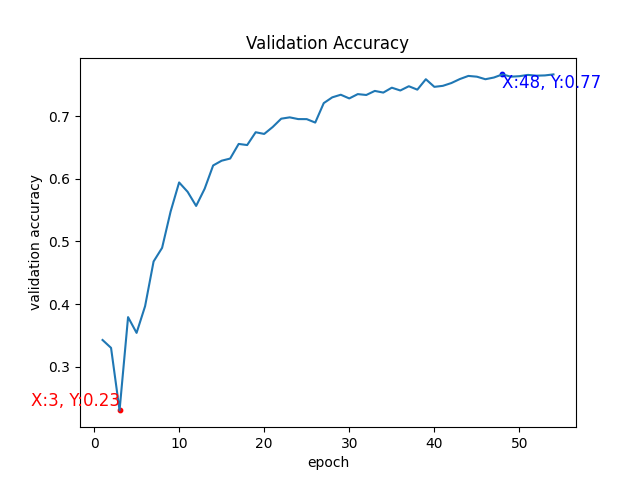 Validation Accuracy
X:48, Y:0.77
0.7
0.6
0.5
0.4
0.3
validation accuracy
X:3, Y:0.23
0
10
20
30
40
50
epoch